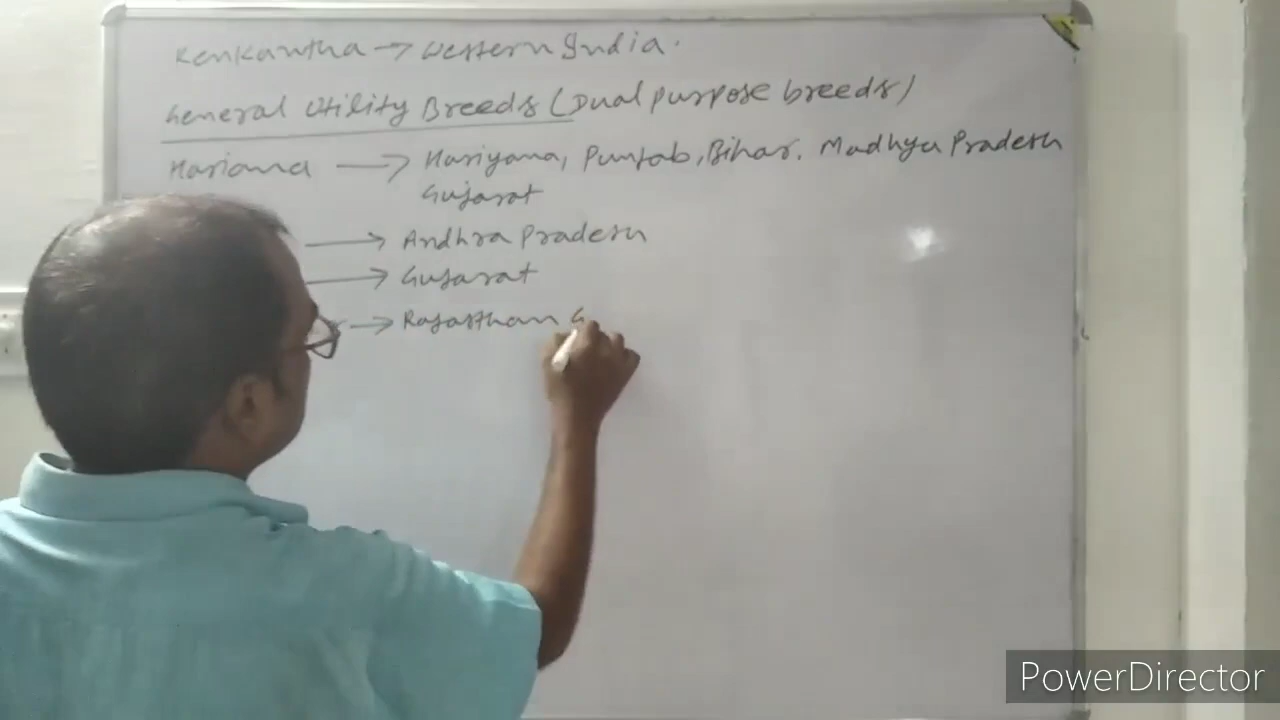 Kenkantha → Western India.
General Utility Breeds (Dual purpose breeds)
Hariana → Hariyana, Punjab, Bihar. Madhya Pradesh
Gujarat
→ Andhra Pradesh
→ Gujarat
→ Rajasthan G
PowerDirector